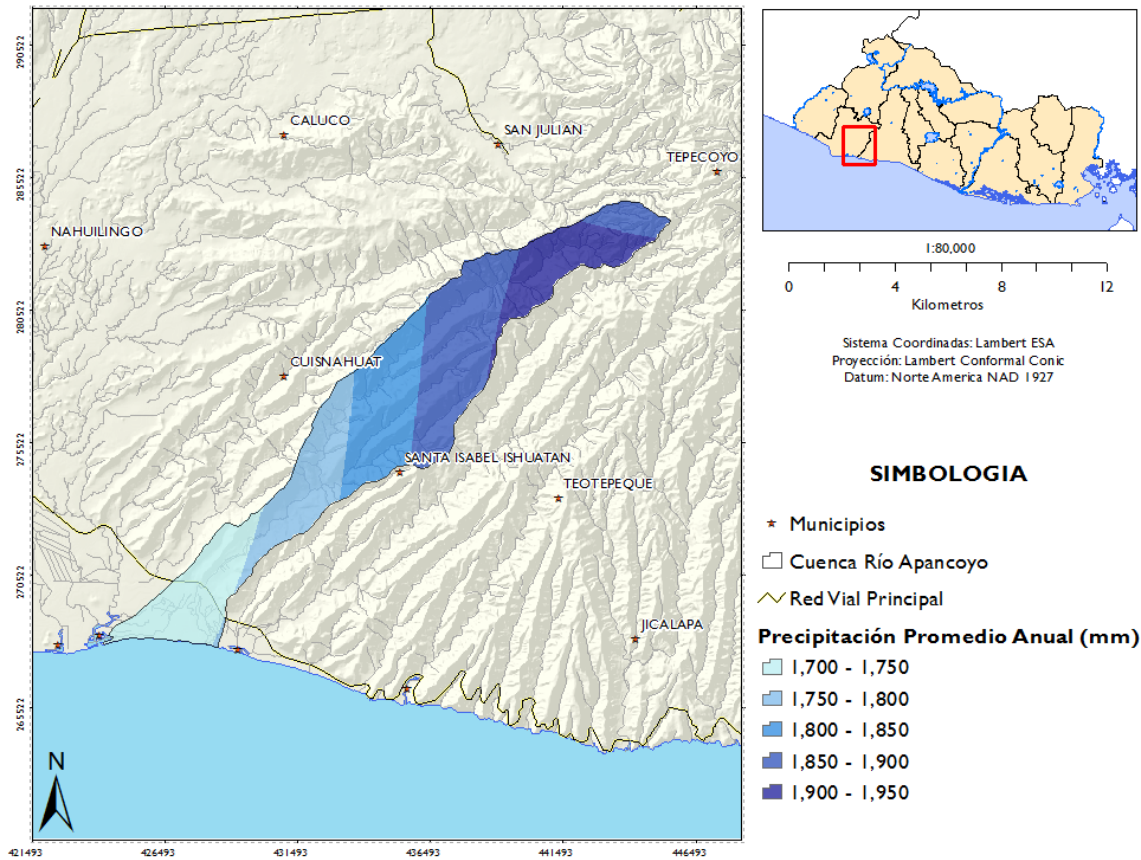 290522
285522
280522
275522
270522
265522
CALUCO
SAN JULIAN
TEPECOYO
NAHUILINGO
CUISNAHUAT
SANTA ISABEL ISHUATAN
TEOTEPEQUE
JICALAPA
N
421493
426493
431493
436493
441493
446493
1:80,000
0 4 8 12
Kilometros
Sistema Coordinadas: Lambert ESA
Proyección: Lambert Conformal Conic
Datum: Norte America NAD 1927
SIMBOLOGIA
Municipios
Cuenca Río Apancoyo
Red Vial Principal
Precipitación Promedio Anual (mm)
1,700 - 1,750
1,750 - 1,800
1,800 - 1,850
1,850 - 1,900
1,900 - 1,950